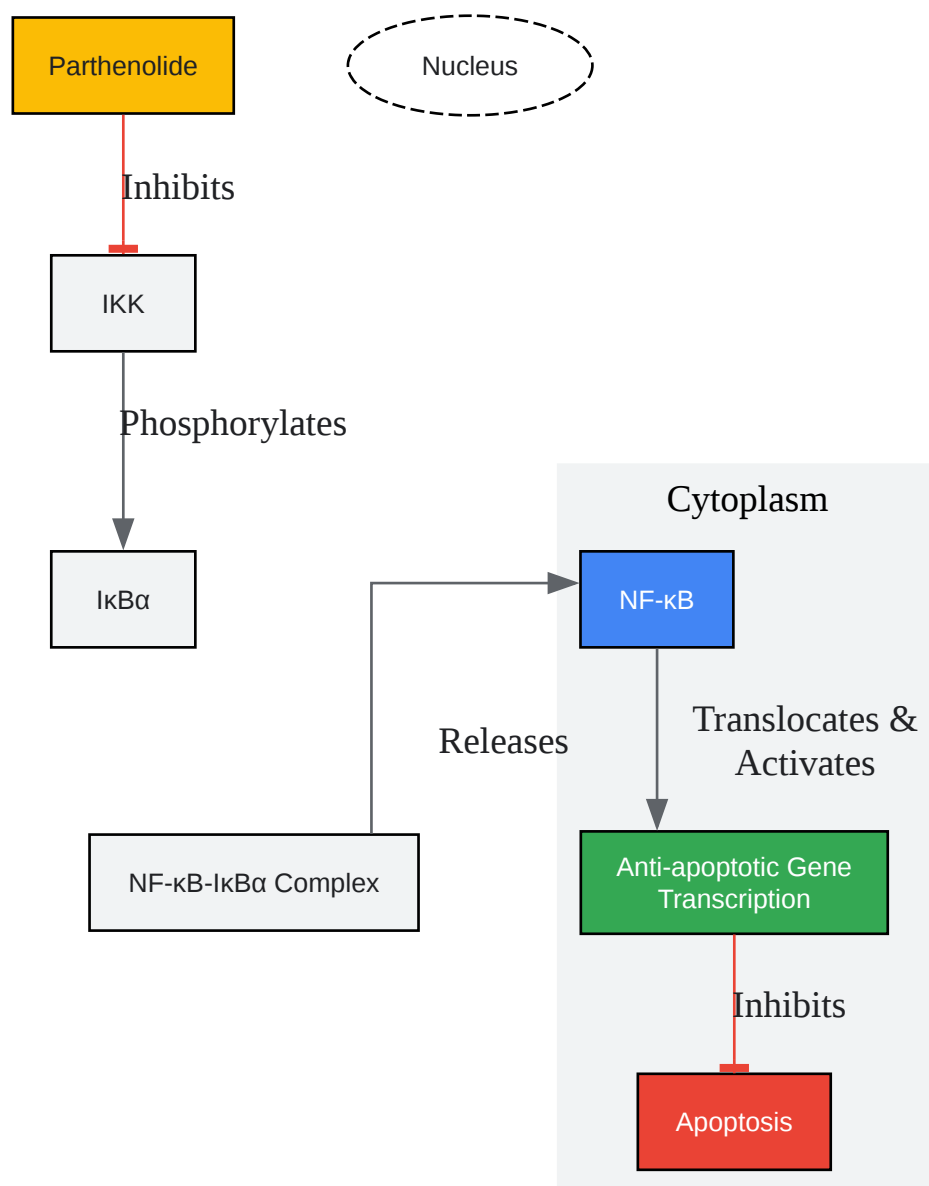 Parthenolide
Nucleus
Inhibits
IKK
Phosphorylates
Cytoplasm
IκBα
NF-κB
Releases
Translocates &
Activates
NF-κB-IκBα Complex
Anti-apoptotic Gene
Transcription
Inhibits
Apoptosis